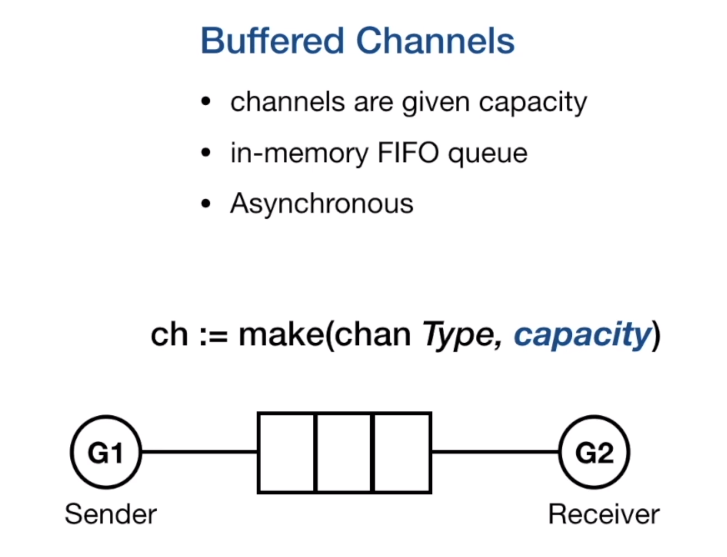 Buffered Channels
• channels are given capacity
• in-memory FIFO queue
• Asynchronous
ch := make(chan Type, capacity)
G1 G2
Sender Receiver